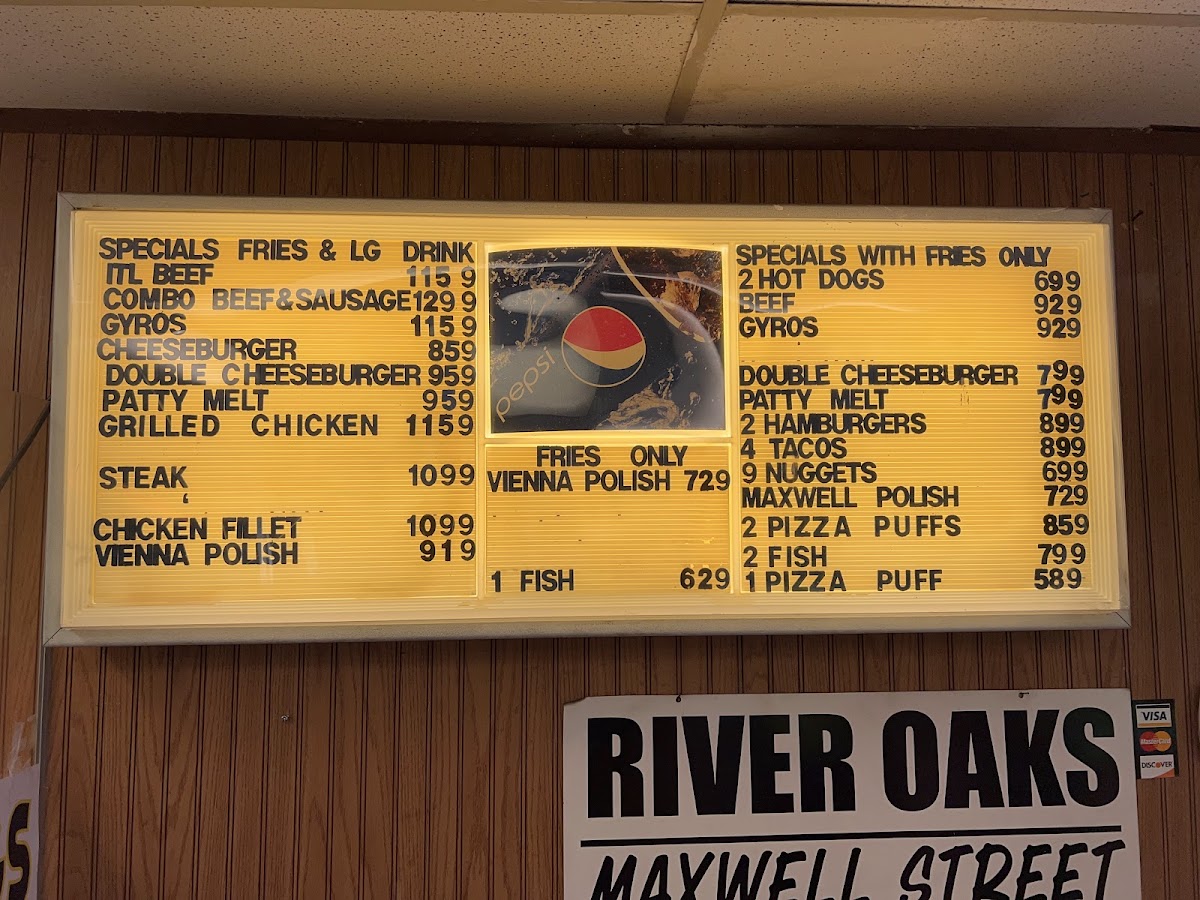 SPECIALS FRIES & LG DRINK
ITL BEEF 1159
COMBO BEEF & SAUSAGE 1299
GYROS 1159
CHEESEBURGER 859
DOUBLE CHEESEBURGER 959
PATTY MELT 959
GRILLED CHICKEN 1159
STEAK 1099
CHICKEN FILLET 1099
VIENNA POLISH 919
pepsi
FRIES ONLY
VIENNA POLISH 729
1 FISH 629
SPECIALS WITH FRIES ONLY
2 HOT DOGS 699
BEEF 929
GYROS 929
DOUBLE CHEESEBURGER 799
PATTY MELT 799
2 HAMBURGERS 899
4 TACOS 899
9 NUGGETS 699
MAXWELL POLISH 729
2 PIZZA PUFFS 859
2 FISH 799
1 PIZZA PUFF 589
RIVER OAKS
MAXWELL STREET
VISA
MasterCard
DISCOVER